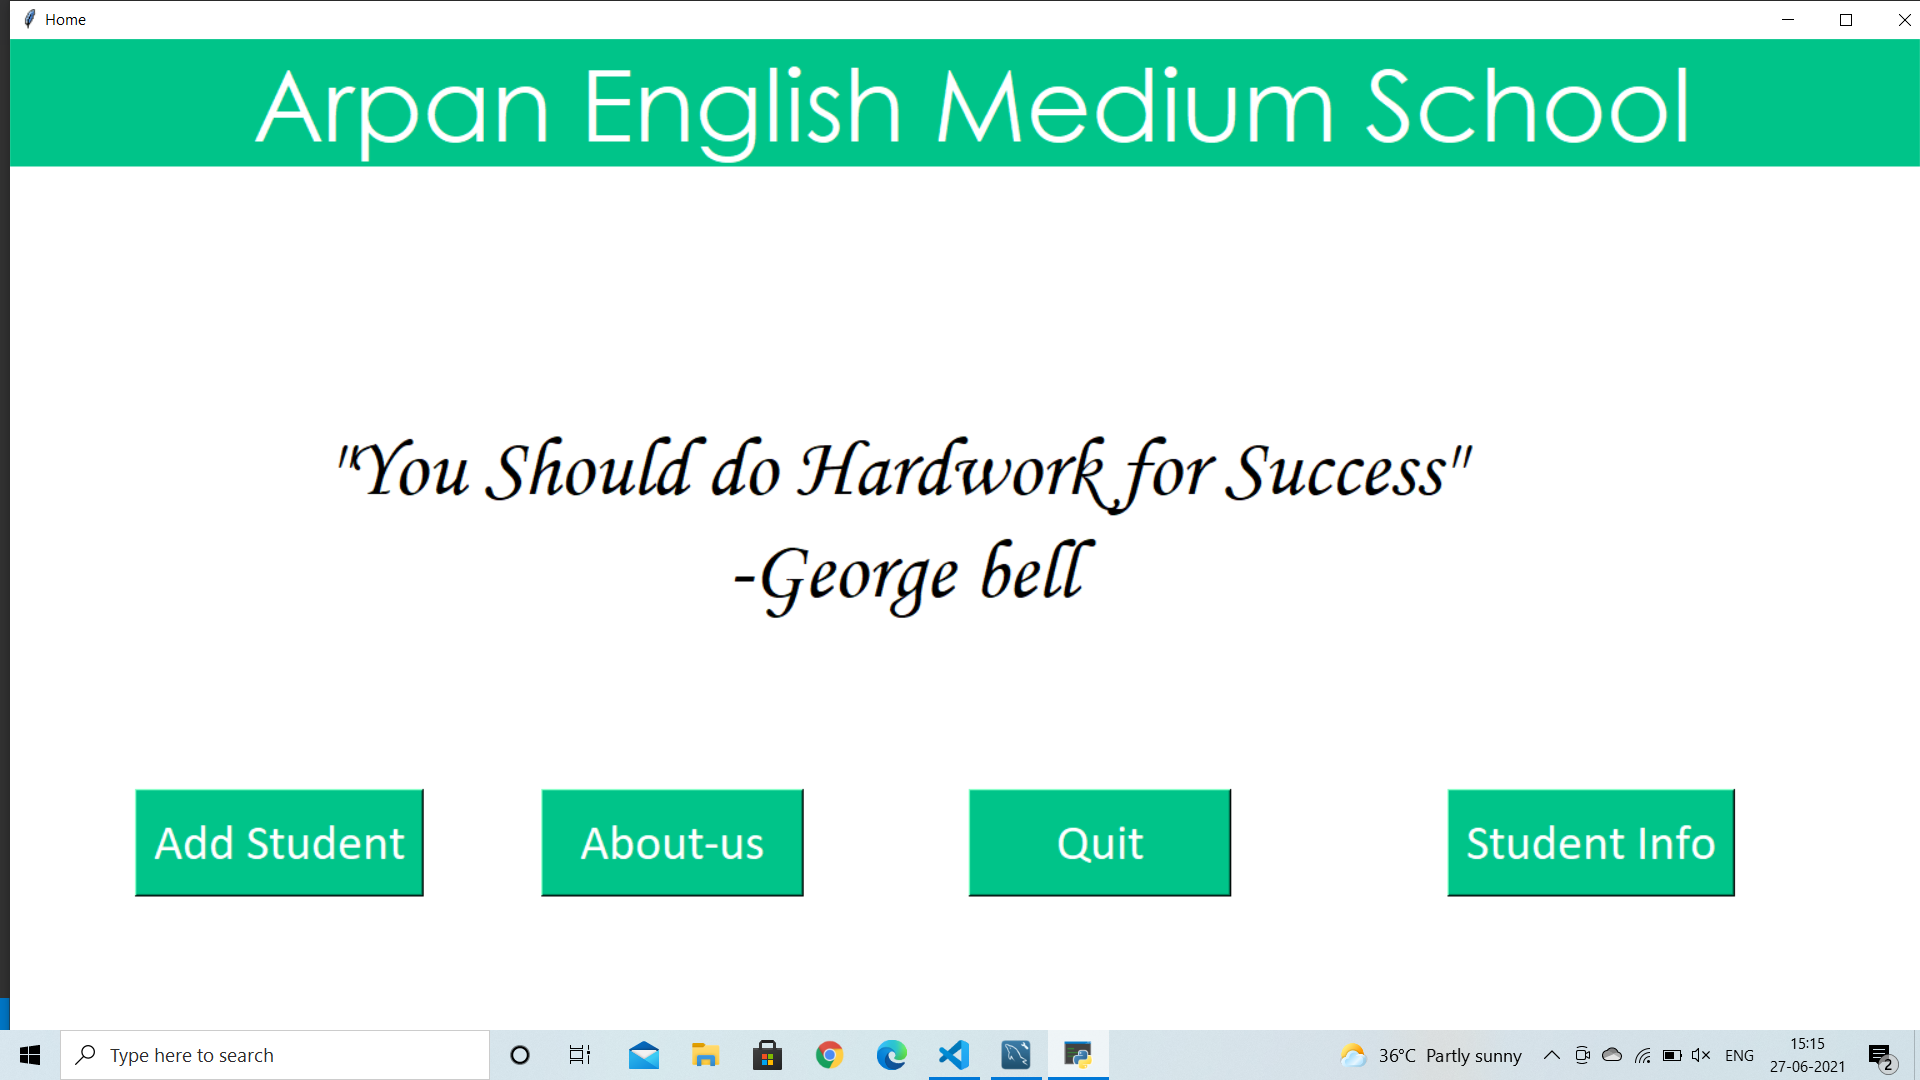 Home
Arpan English Medium School
"You Should do Hardwork for Success"
-George bell
Add Student
About-us
Quit
Student Info
Type here to search
36°C Partly sunny
ENG
15:15
27-06-2021
2